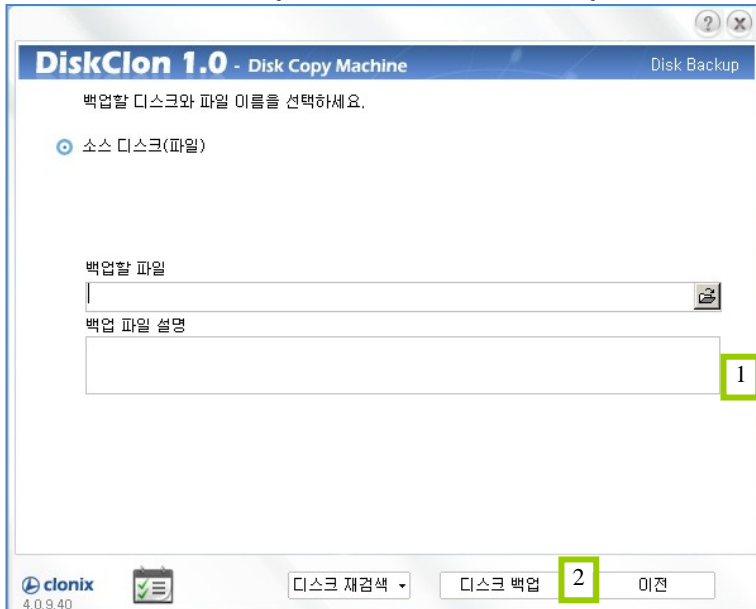 ?
x
DiskClon 1.0 - Disk Copy Machine
Disk Backup
백업할 디스크와 파일 이름을 선택하세요.
소스 디스크(파일)
백업할 파일
백업 파일 설명
1
clonix
4.0.9.40
디스크 재검색
디스크 백업
2
이전